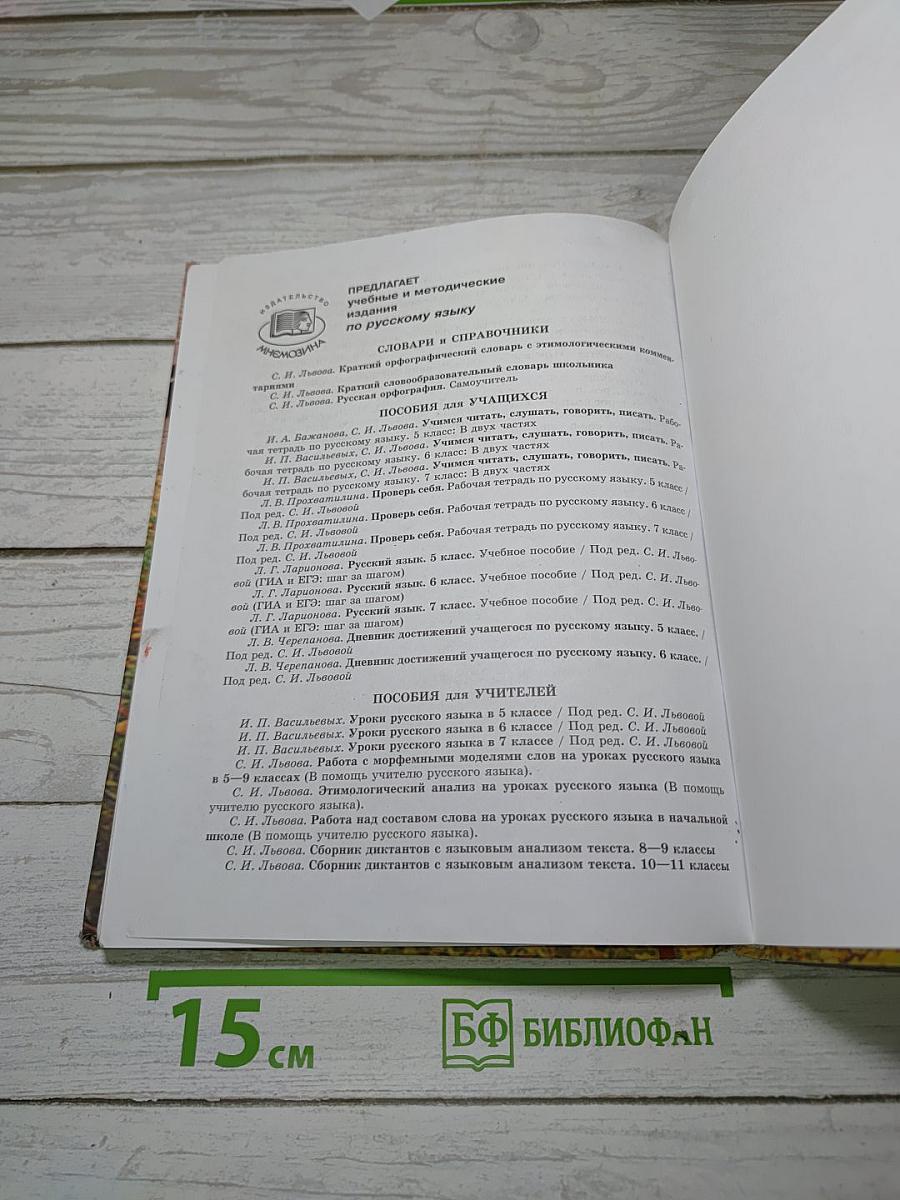 ИЗДАТЕЛЬСТВО
МНЕМОЗИНА
ПРЕДЛАГАЕТ
учебные и методические
издания
по русскому языку
СЛОВАРИ и СПРАВОЧНИКИ
С. И. Львова. Краткий орфографический словарь с этимологическими коммен-
тариями
С. И. Львова. Краткий словообразовательный словарь школьника
С. И. Львова. Русская орфография. Самоучитель
ПОСОБИЯ для УЧАЩИХСЯ
И. А. Бажанова, С. И. Львова. Учимся читать, слушать, говорить, писать. Рабо-
чая тетрадь по русскому языку. 5 класс: В двух частях
И. П. Васильевых, С. И. Львова. Учимся читать, слушать, говорить, писать. Ра-
бочая тетрадь по русскому языку. 6 класс: В двух частях
И. П. Васильевых, С. И. Львова. Учимся читать, слушать, говорить, писать. Ра-
бочая тетрадь по русскому языку. 7 класс: В двух частях
Л. В. Прохватилина. Проверь себя. Рабочая тетрадь по русскому языку. 5 класс /
Под ред. С. И. Львовой
Л. В. Прохватилина. Проверь себя. Рабочая тетрадь по русскому языку. 6 класс /
Под ред. С. И. Львовой
Л. В. Прохватилина. Проверь себя. Рабочая тетрадь по русскому языку. 7 класс /
Под ред. С. И. Львовой
Л. Г. Ларионова. Русский язык. 5 класс. Учебное пособие / Под ред. С. И. Льво-
вой (ГИА и ЕГЭ: шаг за шагом)
Л. Г. Ларионова. Русский язык. 6 класс. Учебное пособие / Под ред. С. И. Льво-
вой (ГИА и ЕГЭ: шаг за шагом)
Л. Г. Ларионова. Русский язык. 7 класс. Учебное пособие / Под ред. С. И. Льво-
вой (ГИА и ЕГЭ: шаг за шагом)
Л. В. Черепанова. Дневник достижений учащегося по русскому языку. 5 класс. /
Под ред. С. И. Львовой
Л. В. Черепанова. Дневник достижений учащегося по русскому языку. 6 класс. /
Под ред. С. И. Львовой
ПОСОБИЯ для УЧИТЕЛЕЙ
И. П. Васильевых. Уроки русского языка в 5 классе / Под ред. С. И. Львовой
И. П. Васильевых. Уроки русского языка в 6 классе / Под ред. С. И. Львовой
И. П. Васильевых. Уроки русского языка в 7 классе / Под ред. С. И. Львовой
С. И. Львова. Работа с морфемными моделями слов на уроках русского языка
в 5—9 классах (В помощь учителю русского языка).
С. И. Львова. Этимологический анализ на уроках русского языка (В помощь
учителю русского языка).
С. И. Львова. Работа над составом слова на уроках русского языка в начальной
школе (В помощь учителю русского языка).
С. И. Львова. Сборник диктантов с языковым анализом текста. 8—9 классы
С. И. Львова. Сборник диктантов с языковым анализом текста. 10—11 классы
15 см
БФ БИБЛИОФАН